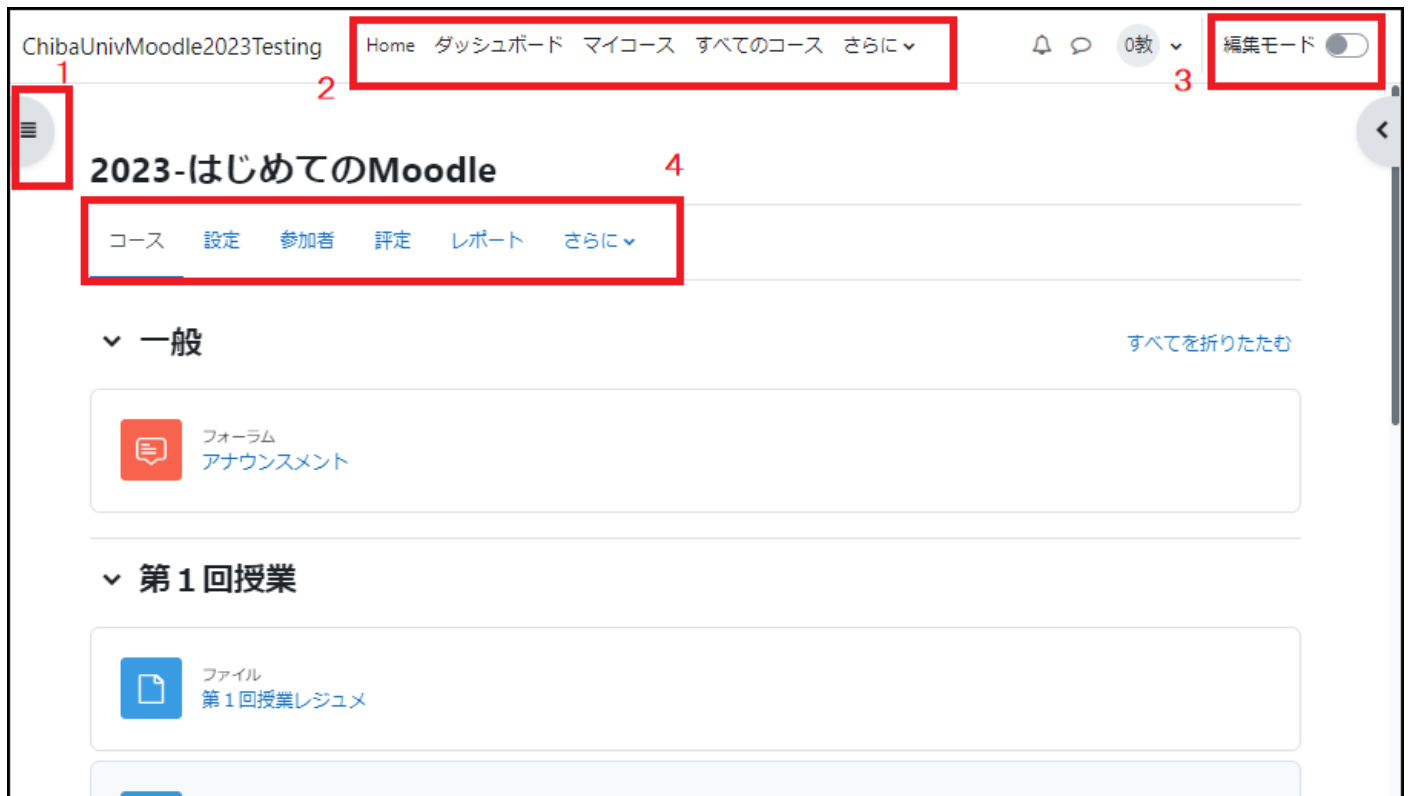 ChibaUnivMoodle2023Testing Home ダッシュボード マイコース すべてのコース さらに 0教 編集モード
1 2 3
2023-はじめてのMoodle 4
コース 設定 参加者 評定 レポート さらに
一般 すべてを折りたたむ
フォーラム
アナウンスメント
第1回授業
ファイル
第1回授業レジュメ